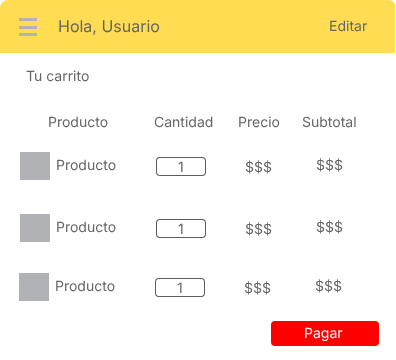 Hola, Usuario Editar
Tu carrito
Producto Cantidad Precio Subtotal
Producto 1 $$$ $$$
Producto 1 $$$ $$$
Producto 1 $$$ $$$
Pagar